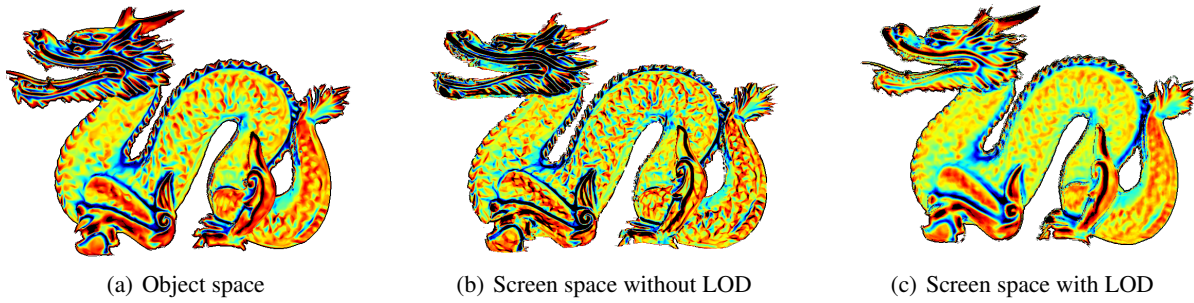 (a) Object space
(b) Screen space without LOD
(c) Screen space with LOD